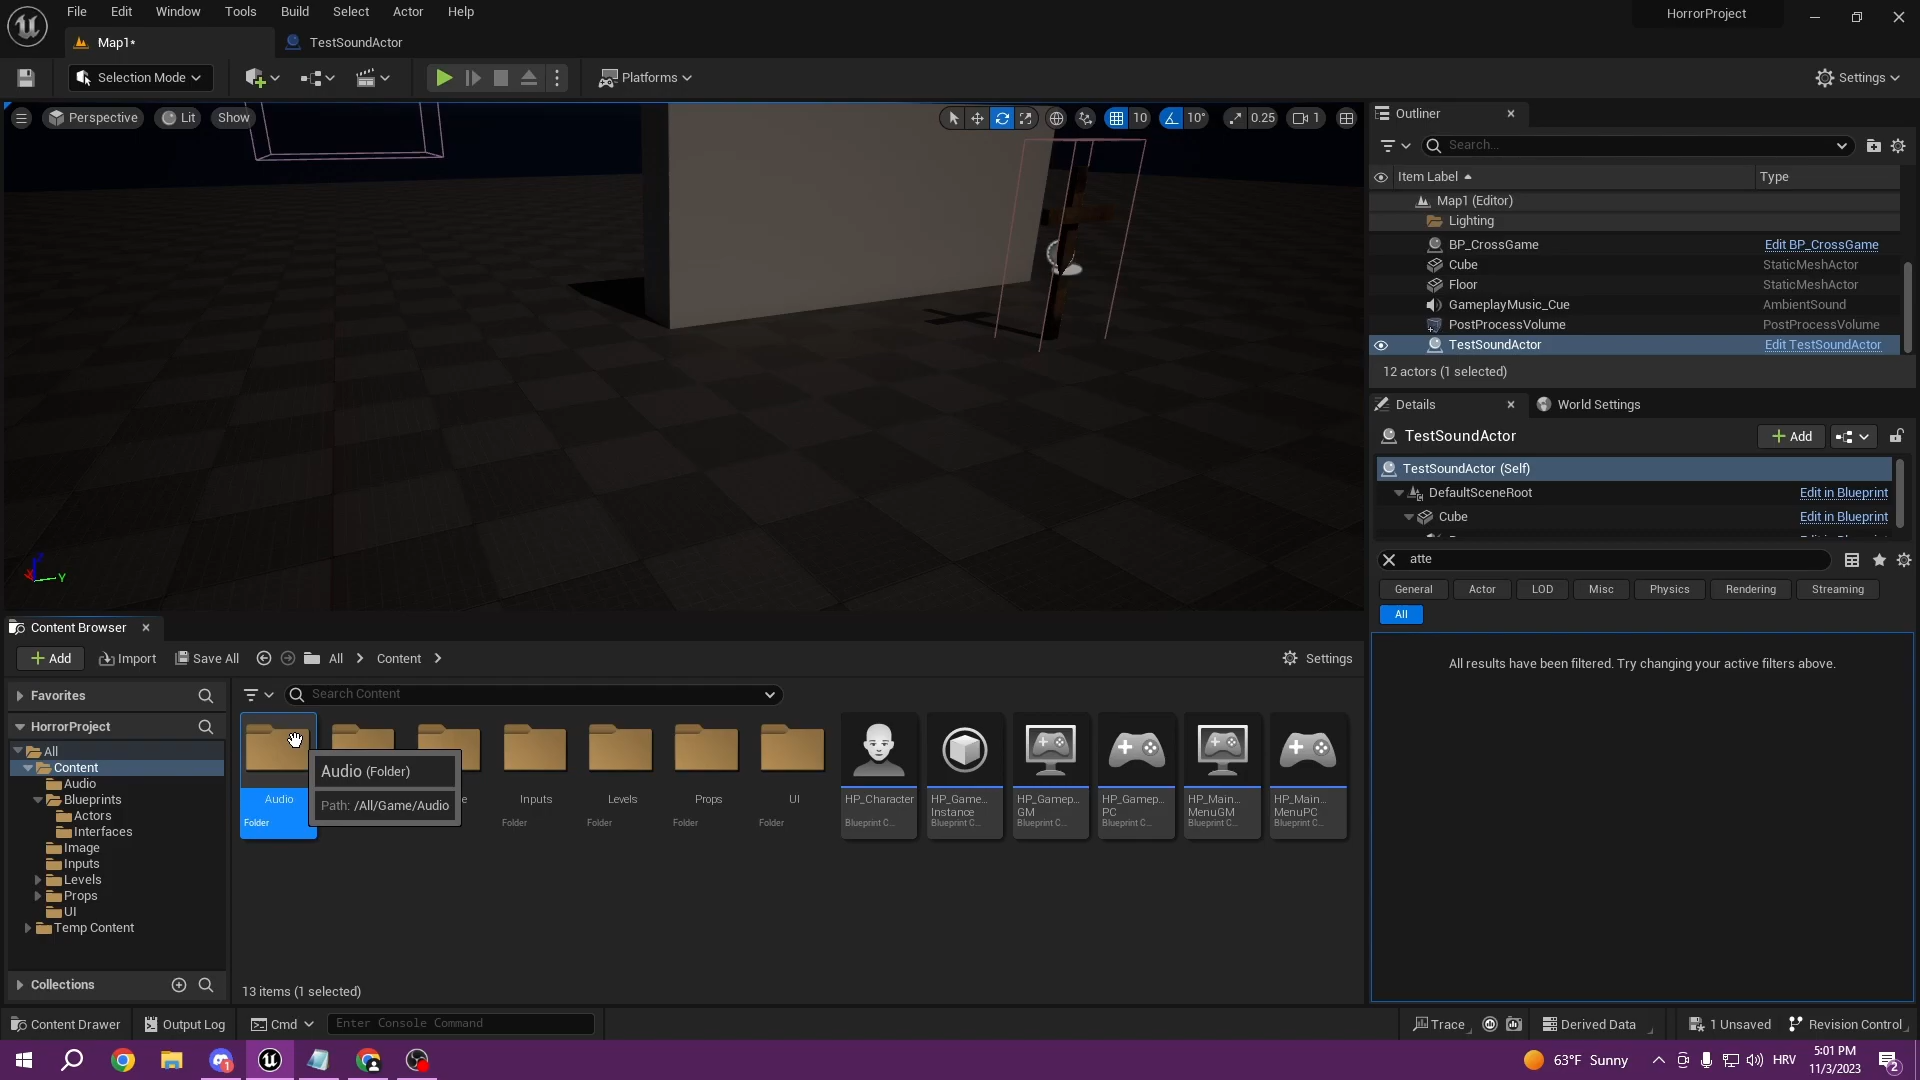 File Edit Window Tools Build Select Actor Help
HorrorProject
Map1* TestSoundActor
Selection Mode Platforms Settings
Perspective Lit Show
10 10° 0.25 1
Outliner
Search...
Item Label Type
Map1 (Editor)
Lighting
BP_CrossGame Edit BP_CrossGame
Cube StaticMeshActor
Floor StaticMeshActor
GameplayMusic_Cue AmbientSound
PostProcessVolume PostProcessVolume
TestSoundActor Edit TestSoundActor
12 actors (1 selected)
Details World Settings
TestSoundActor Add
TestSoundActor (Self)
DefaultSceneRoot Edit in Blueprint
Cube Edit in Blueprint
atte
General Actor LOD Misc Physics Rendering Streaming
All
All results have been filtered. Try changing your active filters above.
Y
Content Browser
Add Import Save All All Content Settings
Favorites
Search Content
HorrorProject
All
Content
Audio
Blueprints
Actors
Interfaces
Image
Inputs
Levels
Props
UI
Temp Content
Collections
Audio
Folder
Audio (Folder)
Path: /All/Game/Audio
Inputs
Folder
Levels
Folder
Props
Folder
UI
Folder
HP_Character
Blueprint C...
HP_Game...
Instance
Blueprint C...
HP_Gamep...
GM
Blueprint C...
HP_Gamep...
PC
Blueprint C...
HP_Main...
MenuGM
Blueprint C...
HP_Main...
MenuPC
Blueprint C...
13 items (1 selected)
Content Drawer Output Log Cmd Enter Console Command Trace Derived Data 1 Unsaved Revision Control
63°F Sunny HRV
5:01 PM
11/3/2023
2